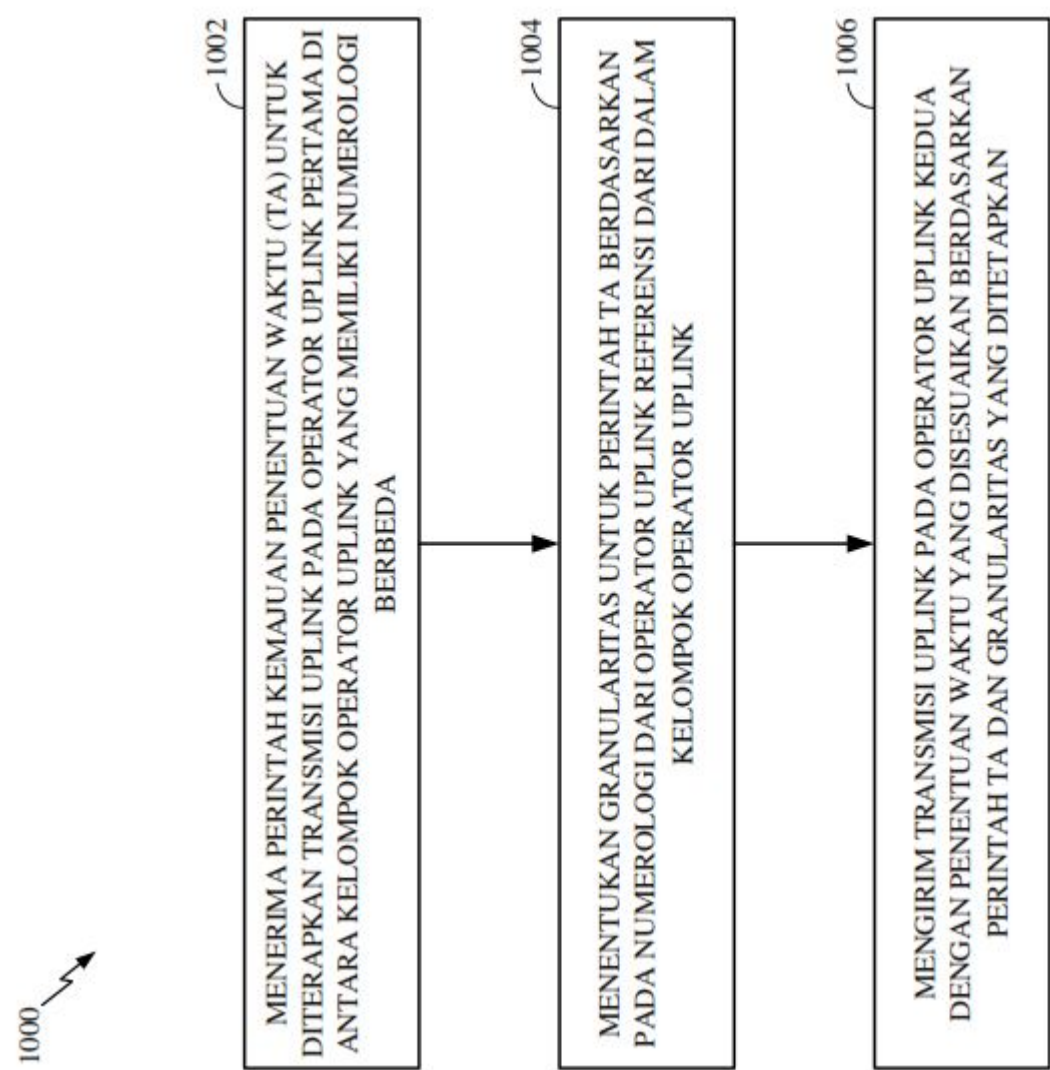 1000
1002
MENERIMA PERINTAH KEMAJUAN PENENTUAN WAKTU (TA) UNTUK
DITERAPKAN TRANSMISI UPLINK PADA OPERATOR UPLINK PERTAMA DI
ANTARA KELOMPOK OPERATOR UPLINK YANG MEMILIKI NUMEROLOGI
BERBEDA
1004
MENENTUKAN GRANULARITAS UNTUK PERINTAH TA BERDASARKAN
PADA NUMEROLOGI DARI OPERATOR UPLINK REFERENSI DARI DALAM
KELOMPOK OPERATOR UPLINK
1006
MENGIRIM TRANSMISI UPLINK PADA OPERATOR UPLINK KEDUA
DENGAN PENENTUAN WAKTU YANG DISESUAIKAN BERDASARKAN
PERINTAH TA DAN GRANULARITAS YANG DITETAPKAN